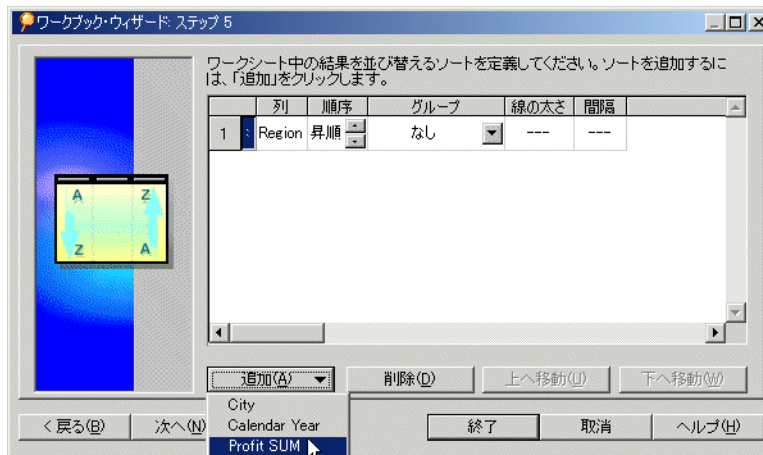 ワークブック・ウィザード: ステップ 5
ワークシート中の結果を並び替えるソートを定義してください。ソートを追加するに
は、「追加」をクリックします。
列 順序 グループ 線の太さ 間隔
1 : Region 昇順 なし --- ---
A Z
Z A
追加(A) 削除(D) 上へ移動(U) 下へ移動(W)
City
Calendar Year
Profit SUM
< 戻る(B) 次へ(N) 終了 取消 ヘルプ(H)